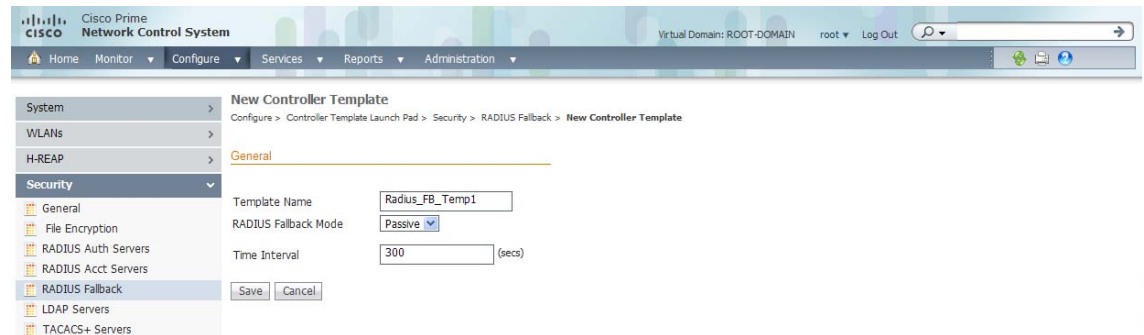 Cisco Prime
CISCO Network Control System
Virtual Domain: ROOT-DOMAIN root Log Out
Home Monitor Configure Services Reports Administration
System
WLANs
H-REAP
Security
General
File Encryption
RADIUS Auth Servers
RADIUS Acct Servers
RADIUS Fallback
LDAP Servers
TACACS+ Servers
New Controller Template
Configure > Controller Template Launch Pad > Security > RADIUS Fallback > New Controller Template
General
Template Name Radius_FB_Temp1
RADIUS Fallback Mode Passive
Time Interval 300 (secs)
Save Cancel